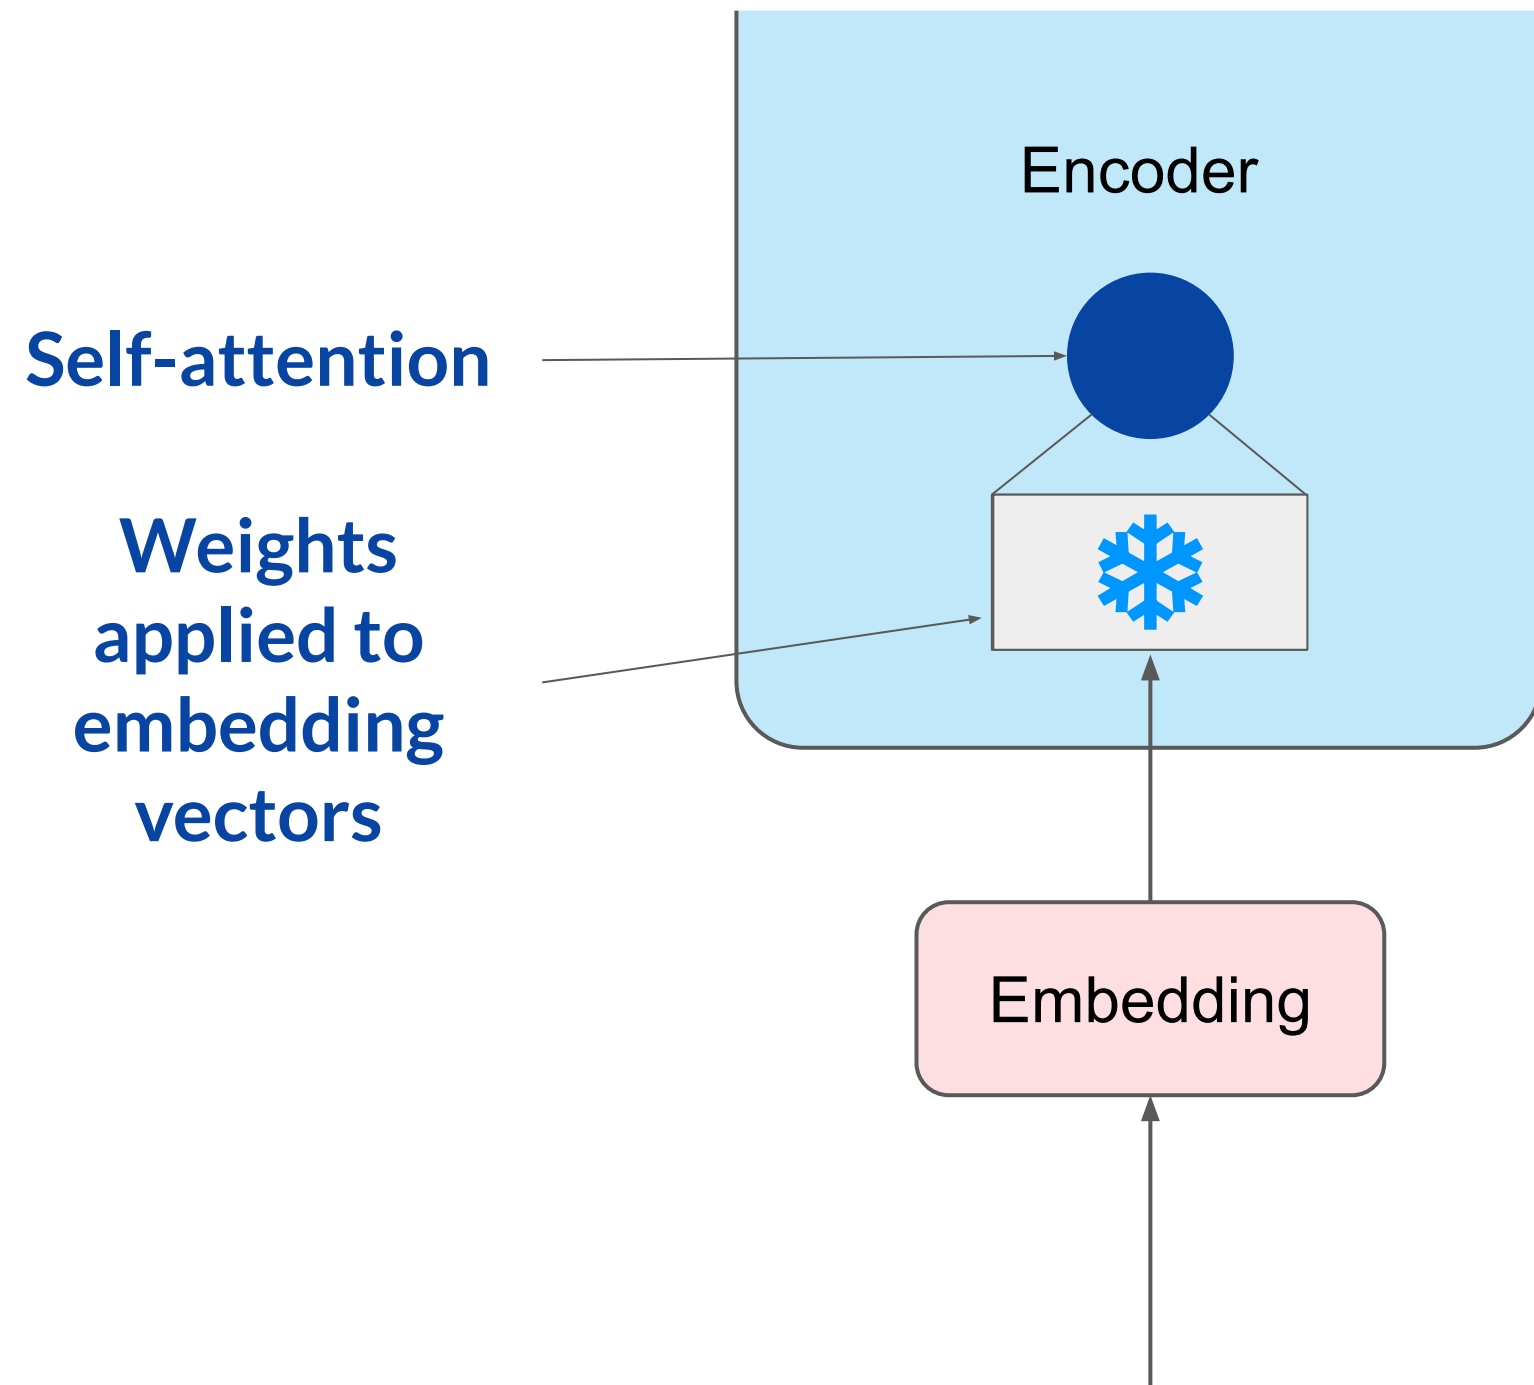 Encoder
Self-attention
Weights
applied to
embedding
vectors
Embedding